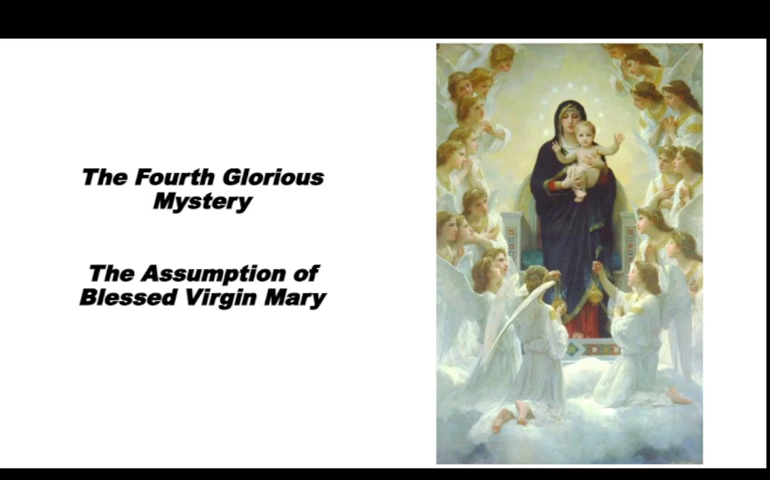 The Fourth Glorious
Mystery
The Assumption of
Blessed Virgin Mary